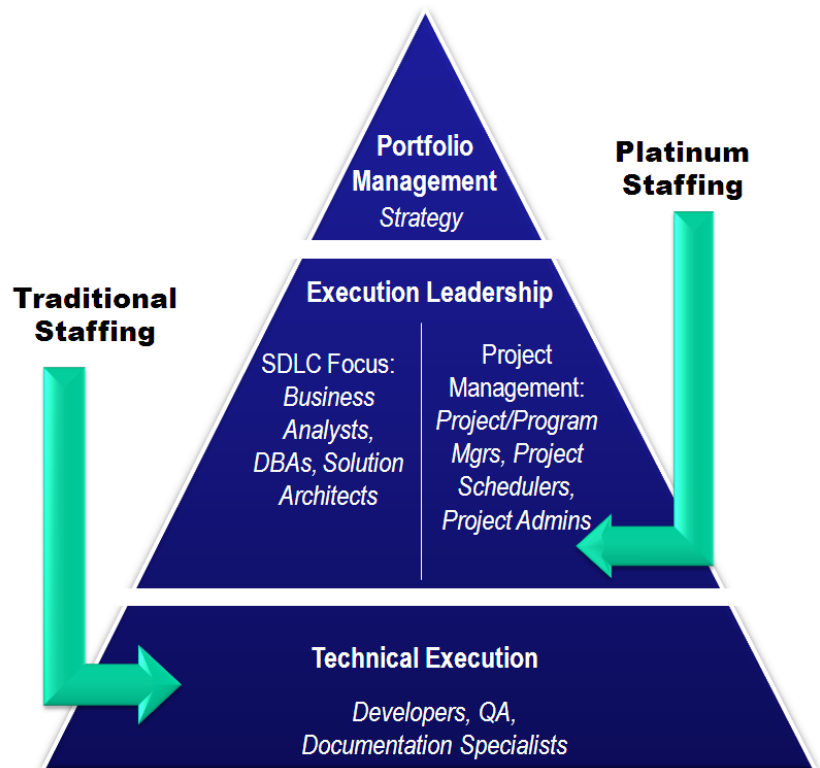 Portfolio
Management
Strategy
Platinum
Staffing
Traditional
Staffing
Execution Leadership
SDLC Focus:
Business
Analysts,
DBAs, Solution
Architects
Project
Management:
Project/Program
Mgrs, Project
Schedulers,
Project Admins
Technical Execution
Developers, QA,
Documentation Specialists